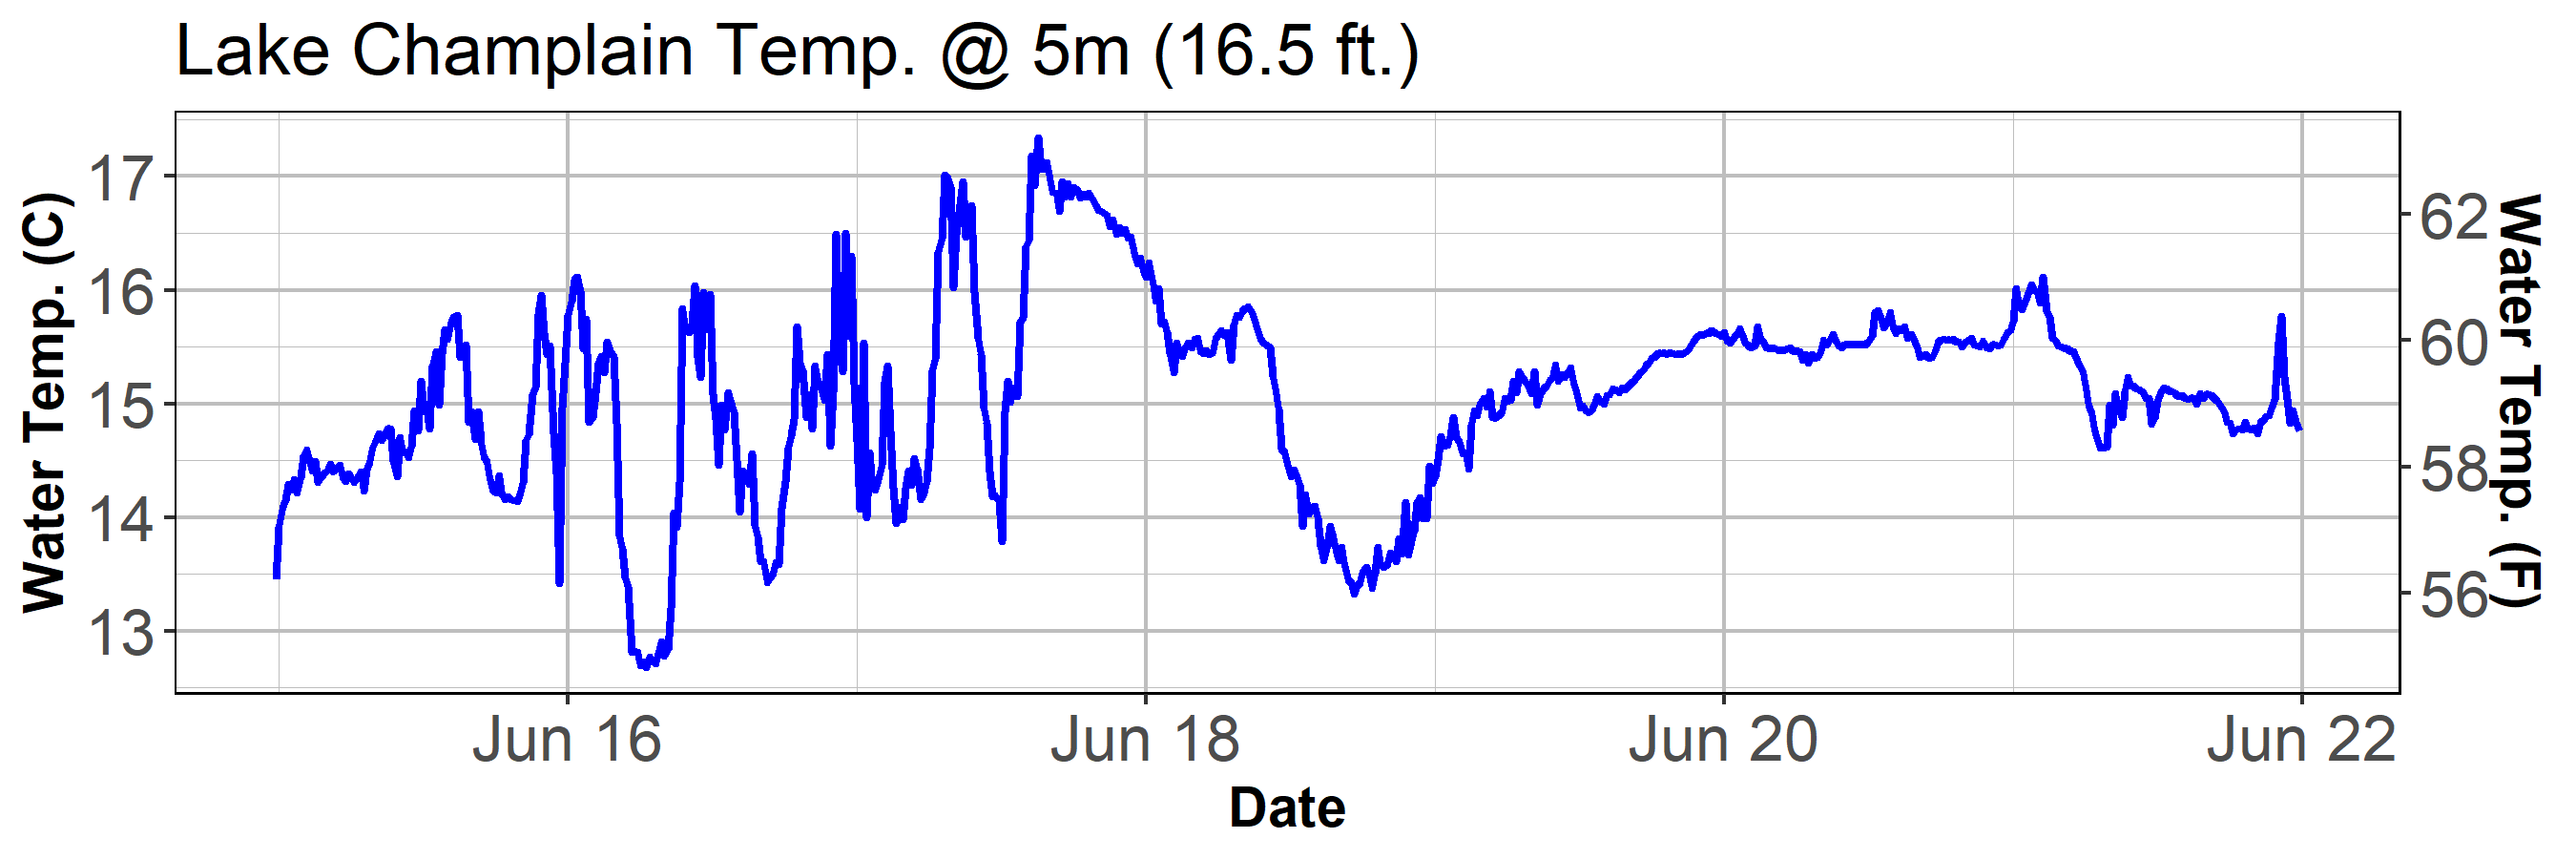 Lake Champlain Temp. @ 5m (16.5 ft.)
Water Temp. (C)
17
16
15
14
13
62
60
58
56
Water Temp. (F)
Jun 16 Jun 18 Jun 20 Jun 22
Date